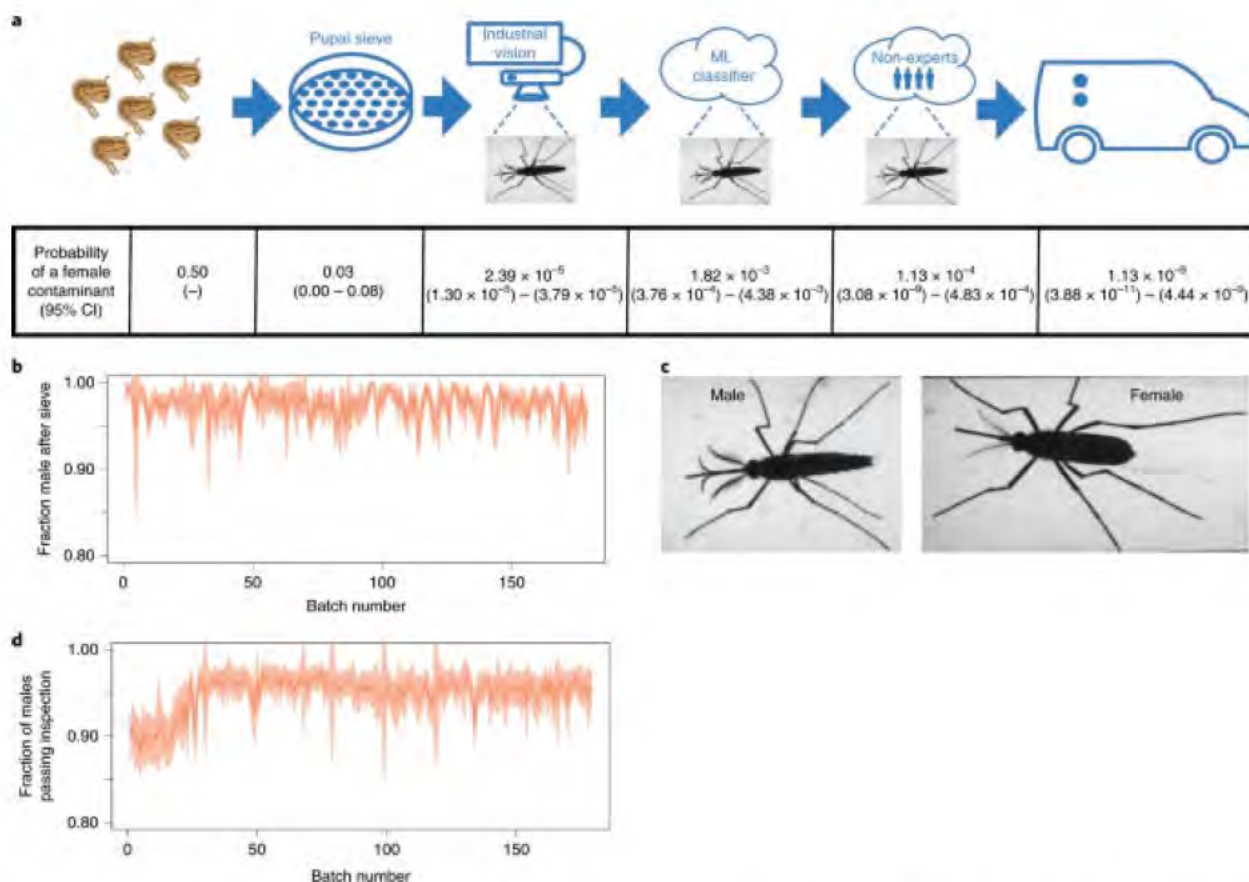 a
Pupal sieve
Industrial
vision
ML
classifier
Non-experts
Probability
of a female
contaminant
(95% CI)
0.50
(–)
0.03
(0.00 – 0.08)
2.39 × 10⁻⁵
(1.30 × 10⁻⁵) – (3.79 × 10⁻⁵)
1.82 × 10⁻³
(3.76 × 10⁻⁴) – (4.38 × 10⁻³)
1.13 × 10⁻⁴
(3.08 × 10⁻⁹) – (4.83 × 10⁻⁴)
1.13 × 10⁻⁹
(3.88 × 10⁻¹¹) – (4.44 × 10⁻⁹)
b
Fraction male after sieve
1.00
0.90
0.80
0
50
100
150
Batch number
c
Male
Female
d
Fraction of males
passing inspection
1.00
0.90
0.80
0
50
100
150
Batch number